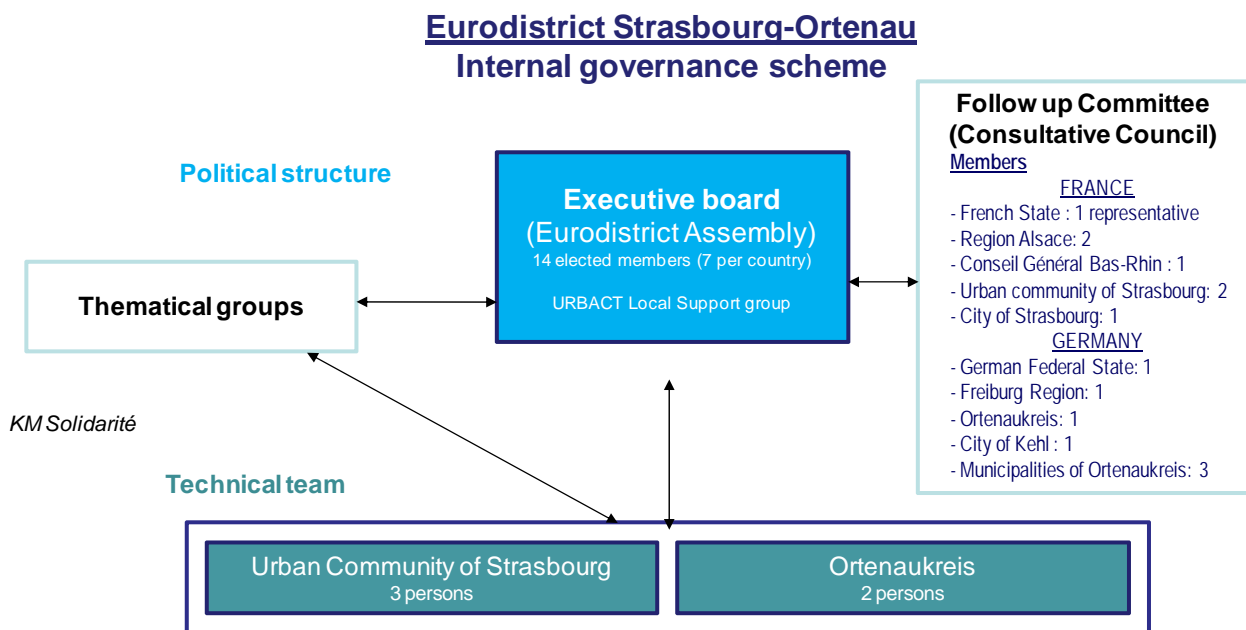 Eurodistrict Strasbourg-Ortenau
Internal governance scheme
Follow up Committee
(Consultative Council)
Members
FRANCE
- French State : 1 representative
- Region Alsace: 2
- Conseil Général Bas-Rhin : 1
- Urban community of Strasbourg: 2
- City of Strasbourg: 1
GERMANY
- German Federal State: 1
- Freiburg Region: 1
- Ortenaukreis: 1
- City of Kehl : 1
- Municipalities of Ortenaukreis: 3
Political structure
Executive board
(Eurodistrict Assembly)
14 elected members (7 per country)
URBACT Local Support group
Thematical groups
KM Solidarité
Technical team
Urban Community of Strasbourg
3 persons
Ortenaukreis
2 persons